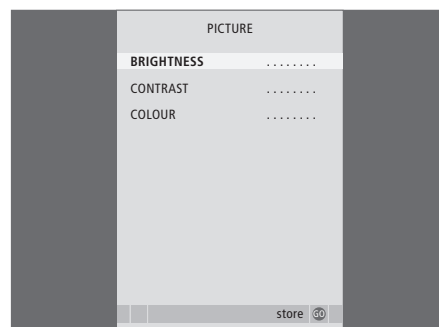 PICTURE
BRIGHTNESS ........
CONTRAST ........
COLOUR ........
store GO